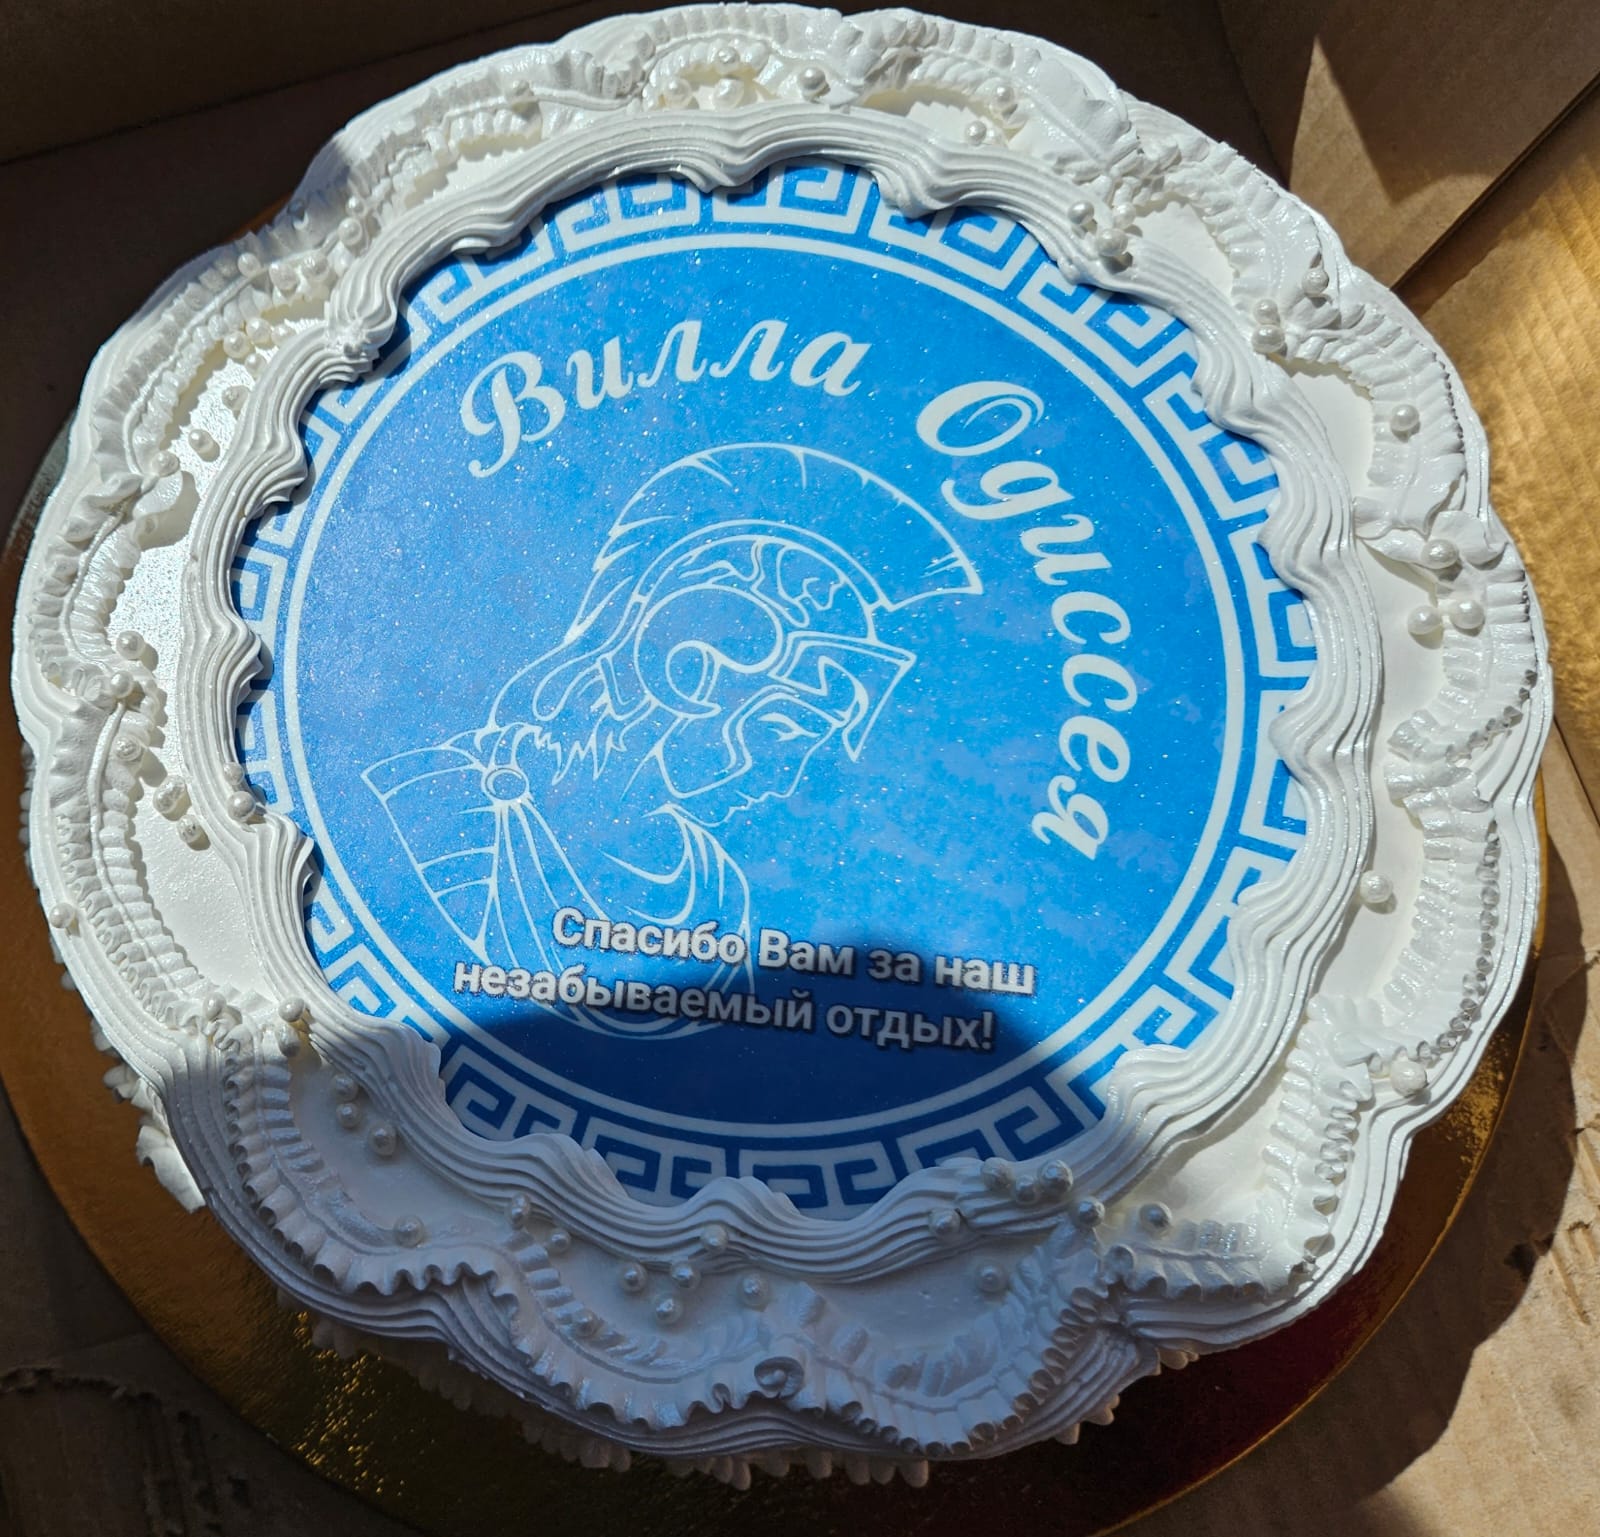 Вилла Одиссея
Спасибо Вам за наш
незабываемый отдых!